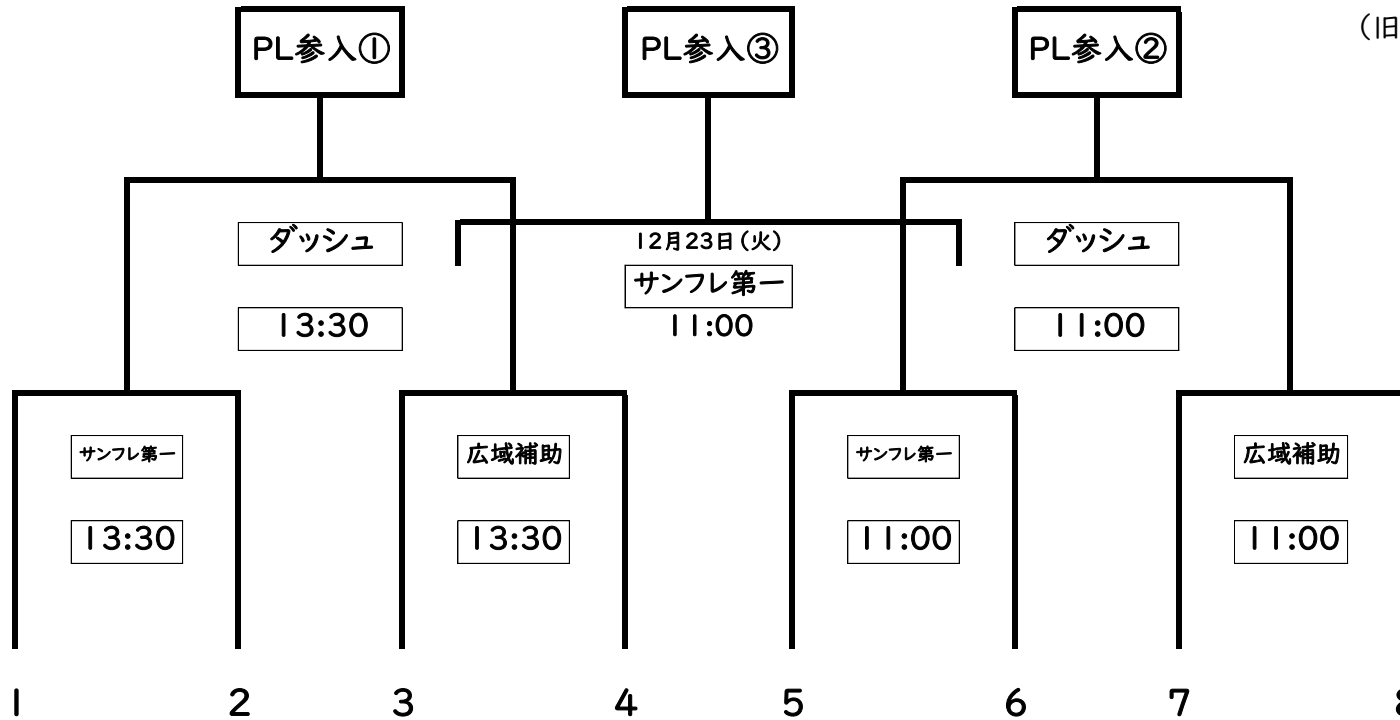 (旧
PL参入① PL参入③ PL参入②
ダッシュ 12月23日(火) ダッシュ
サンフレ第一
13:30 11:00 11:00
サンフレ第一 広域補助 サンフレ第一 広域補助
13:30 13:30 11:00 11:00
1 2 3 4 5 6 7